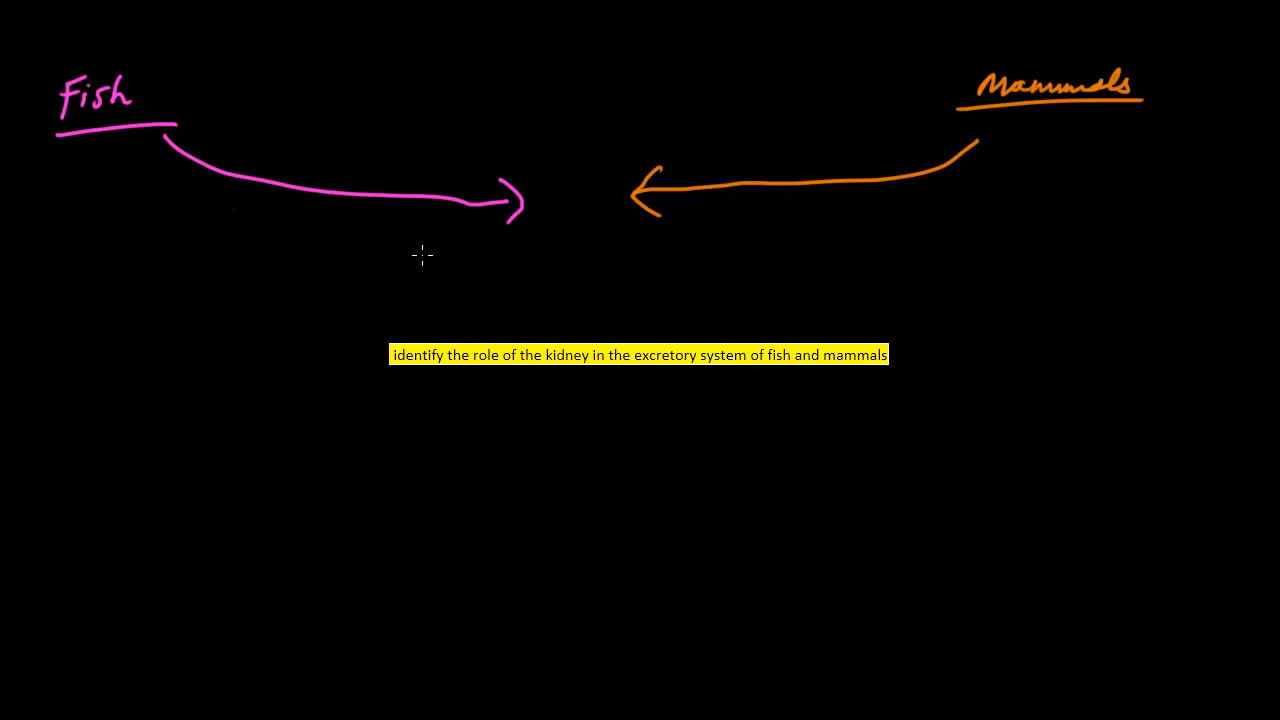 Fish
Mammals
identify the role of the kidney in the excretory system of fish and mammals